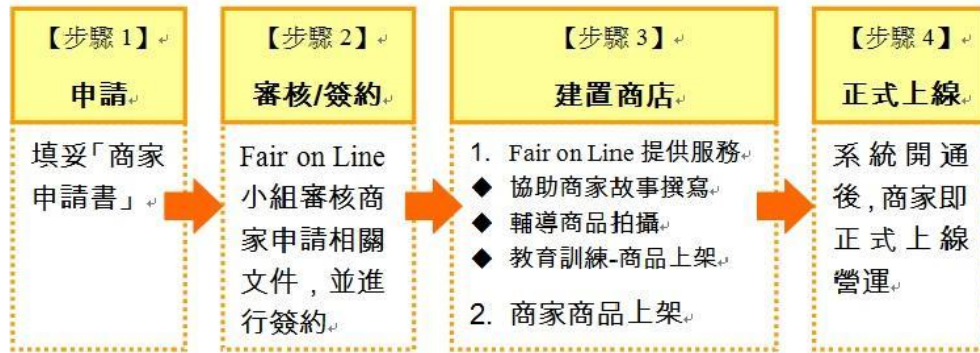 【步驟 1】
申請
填妥「商家
申請書」
【步驟 2】
審核/簽約
Fair on Line
小組審核商
家申請相關
文件，並進
行簽約
【步驟 3】
建置商店
1. Fair on Line 提供服務
◆ 協助商家故事撰寫
◆ 輔導商品拍攝
◆ 教育訓練-商品上架
2. 商家商品上架
【步驟 4】
正式上線
系統開通
後，商家即
正式上線
營運